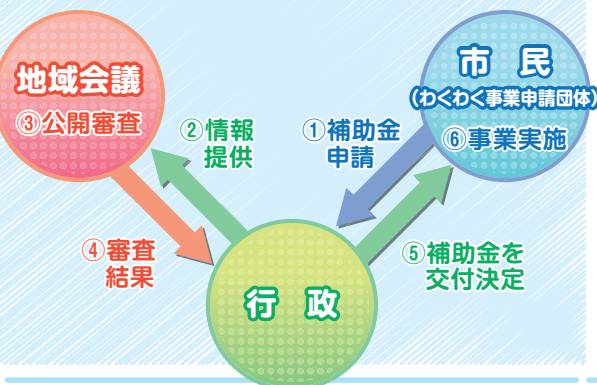 地域会議
③公開審査
市 民
(わくわく事業申請団体)
⑥事業実施
②情報
提供
①補助金
申請
④審査
結果
⑤補助金を
交付決定
行 政